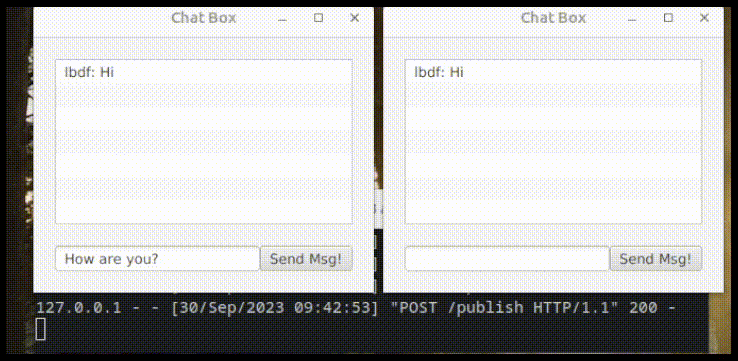 Chat Box
lbdf: Hi
How are you?
Send Msg!
Chat Box
lbdf: Hi
Send Msg!
127.0.0.1 - - [30/Sep/2023 09:42:53] "POST /publish HTTP/1.1" 200 -